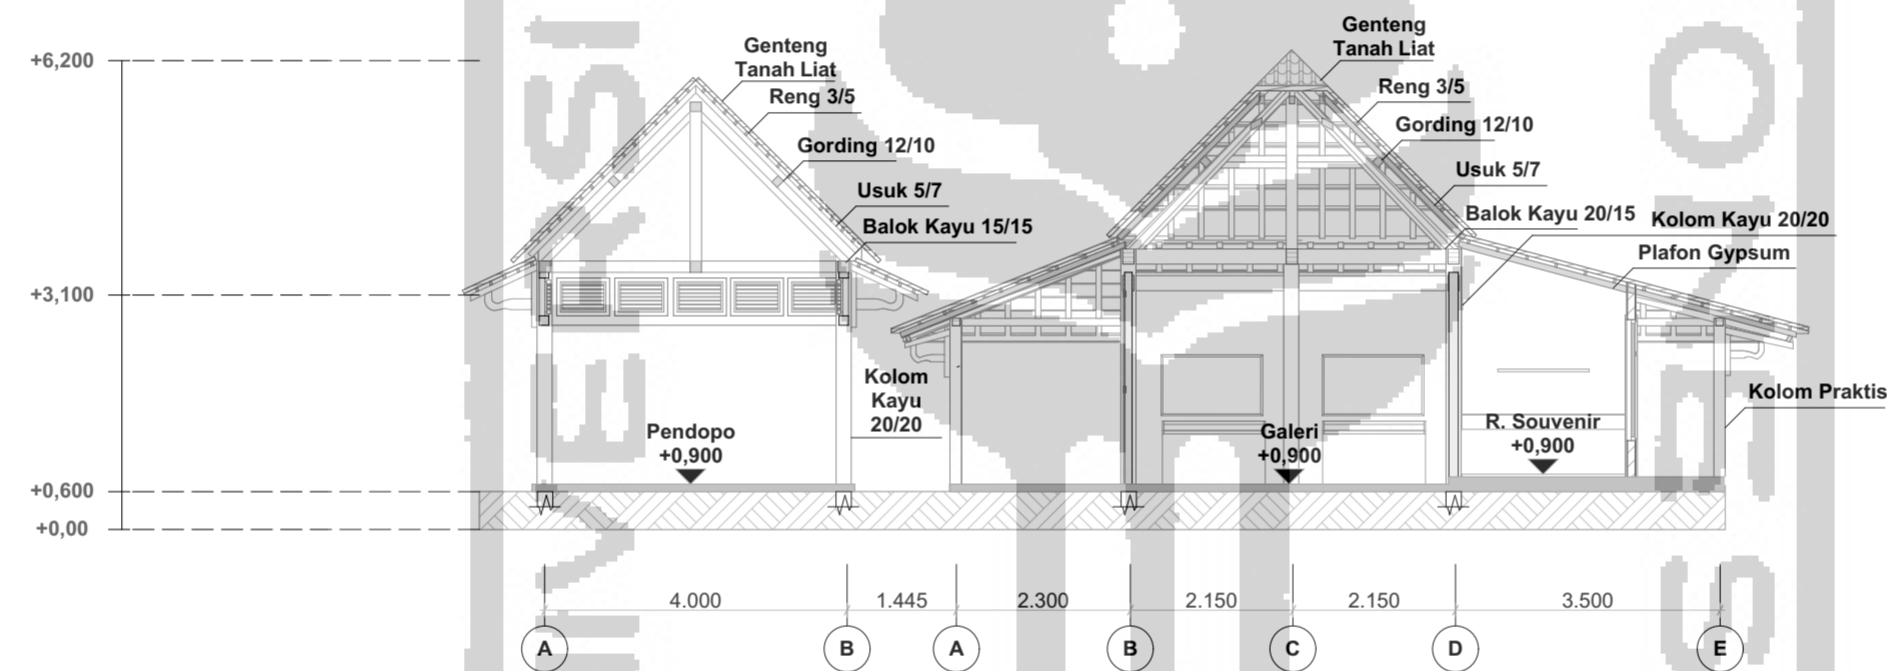 +6,200
+3,100
+0,600
+0,00
Genteng
Tanah Liat
Reng 3/5
Gording 12/10
Usuk 5/7
Balok Kayu 15/15
Kolom
Kayu
20/20
Pendopo
+0,900
Genteng
Tanah Liat
Reng 3/5
Gording 12/10
Usuk 5/7
Balok Kayu 20/15
Kolom Kayu 20/20
Plafon Gypsum
Kolom Praktis
Galeri
+0,900
R. Souvenir
+0,900
4.000
1.445
2.300
2.150
2.150
3.500
A
B
A
B
C
D
E